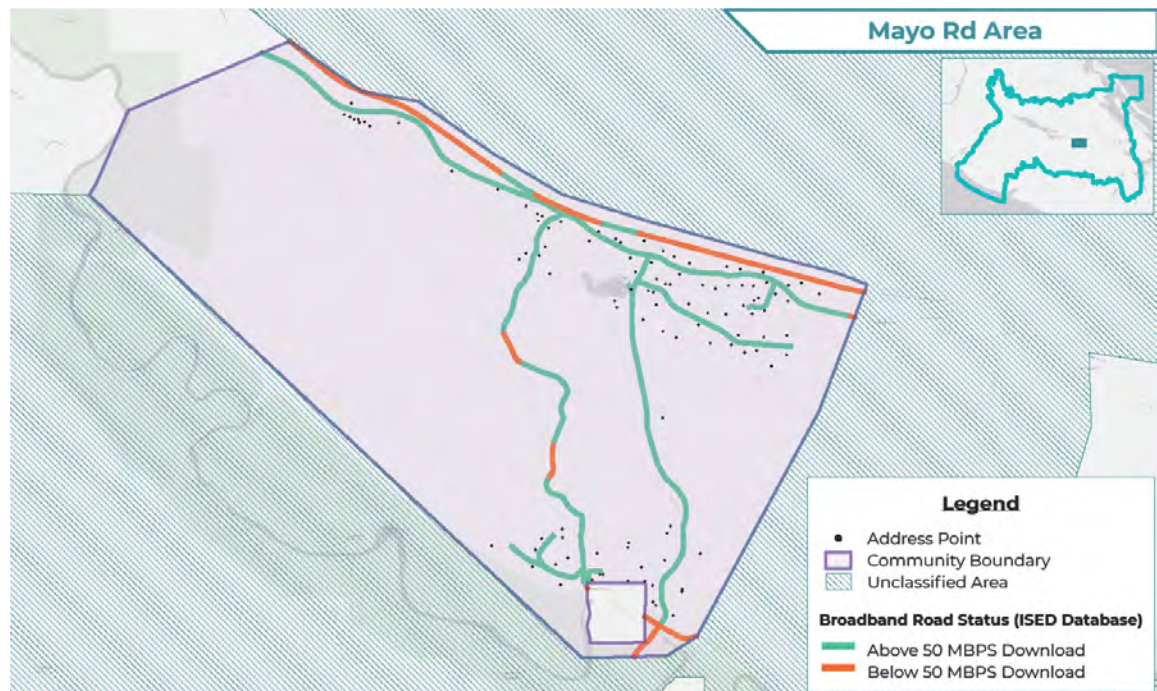 Mayo Rd Area
Legend
Address Point
Community Boundary
Unclassified Area
Broadband Road Status (ISED Database)
Above 50 MBPS Download
Below 50 MBPS Download